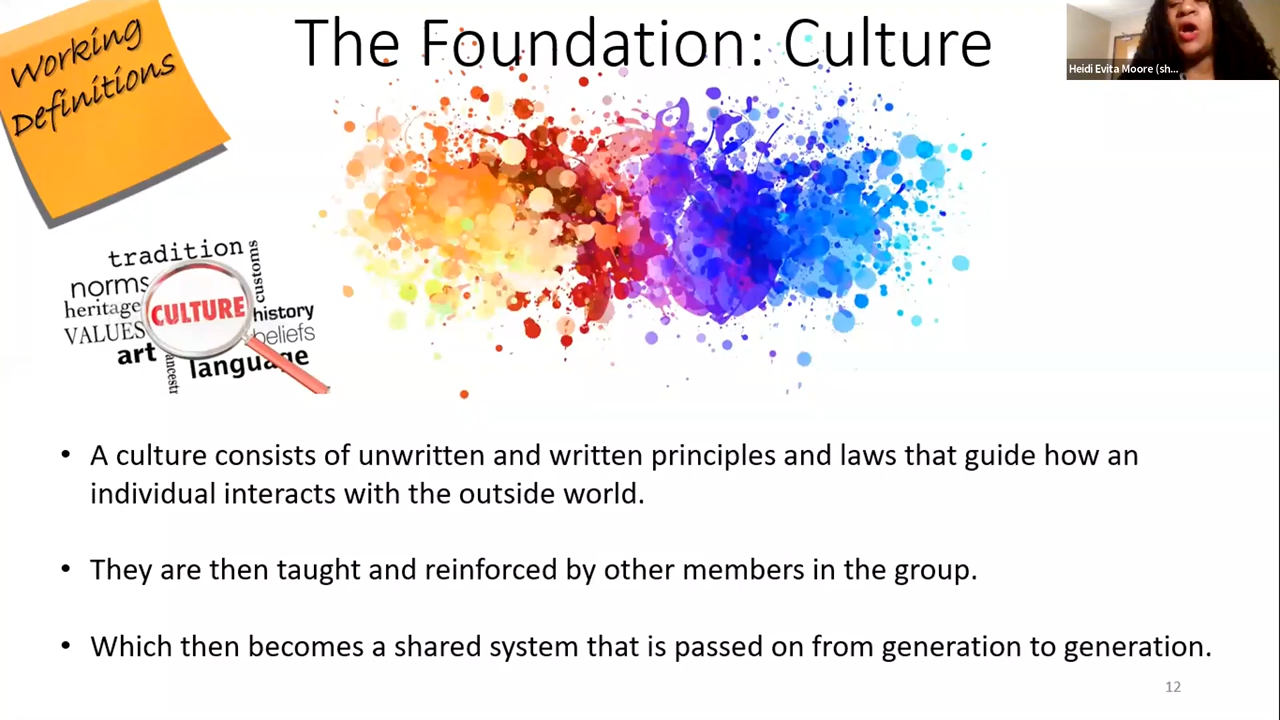 Working
Definitions
The Foundation: Culture
Heidi Evita Moore (sh...
tradition
customs
norms
heritage
CULTURE
history
VALUES
beliefs
art
language
ancestr
• A culture consists of unwritten and written principles and laws that guide how an
individual interacts with the outside world.
• They are then taught and reinforced by other members in the group.
• Which then becomes a shared system that is passed on from generation to generation.
12